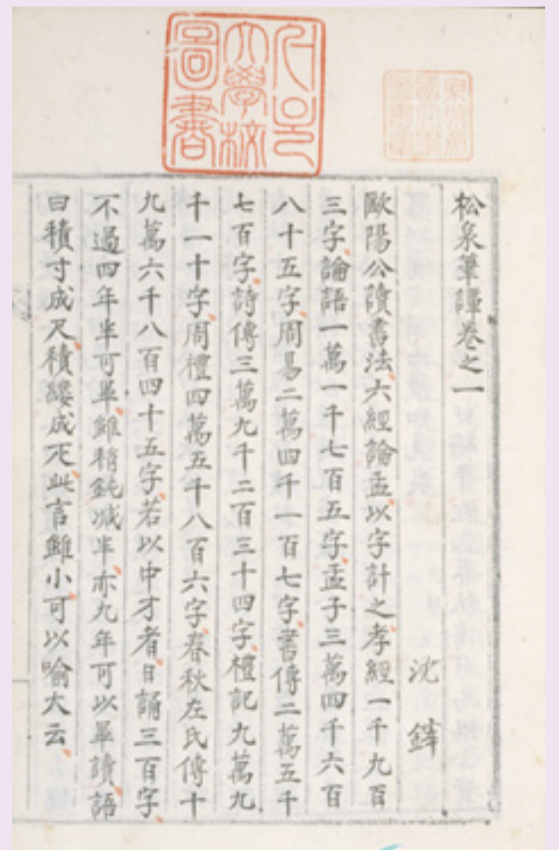 서울大學校圖書
松泉筆譚卷之一
沈
歐陽公讀書法六經論孟以字計之孝經一千九百
三字論語一萬一千七百五字孟子三萬四千六百
八十五字周易二萬四千一百七字書傳二萬五千
七百字詩傳三萬九千二百三十四字禮記九萬九
千一十字周禮四萬五千八百六字春秋左氏傳十
九萬六千八百四十五字若以中才者日誦三百字
不過四年半可畢雖稍鈍減半亦九年可以畢讀語
曰積寸成尺積縷成疋此言雖小可以喻大云